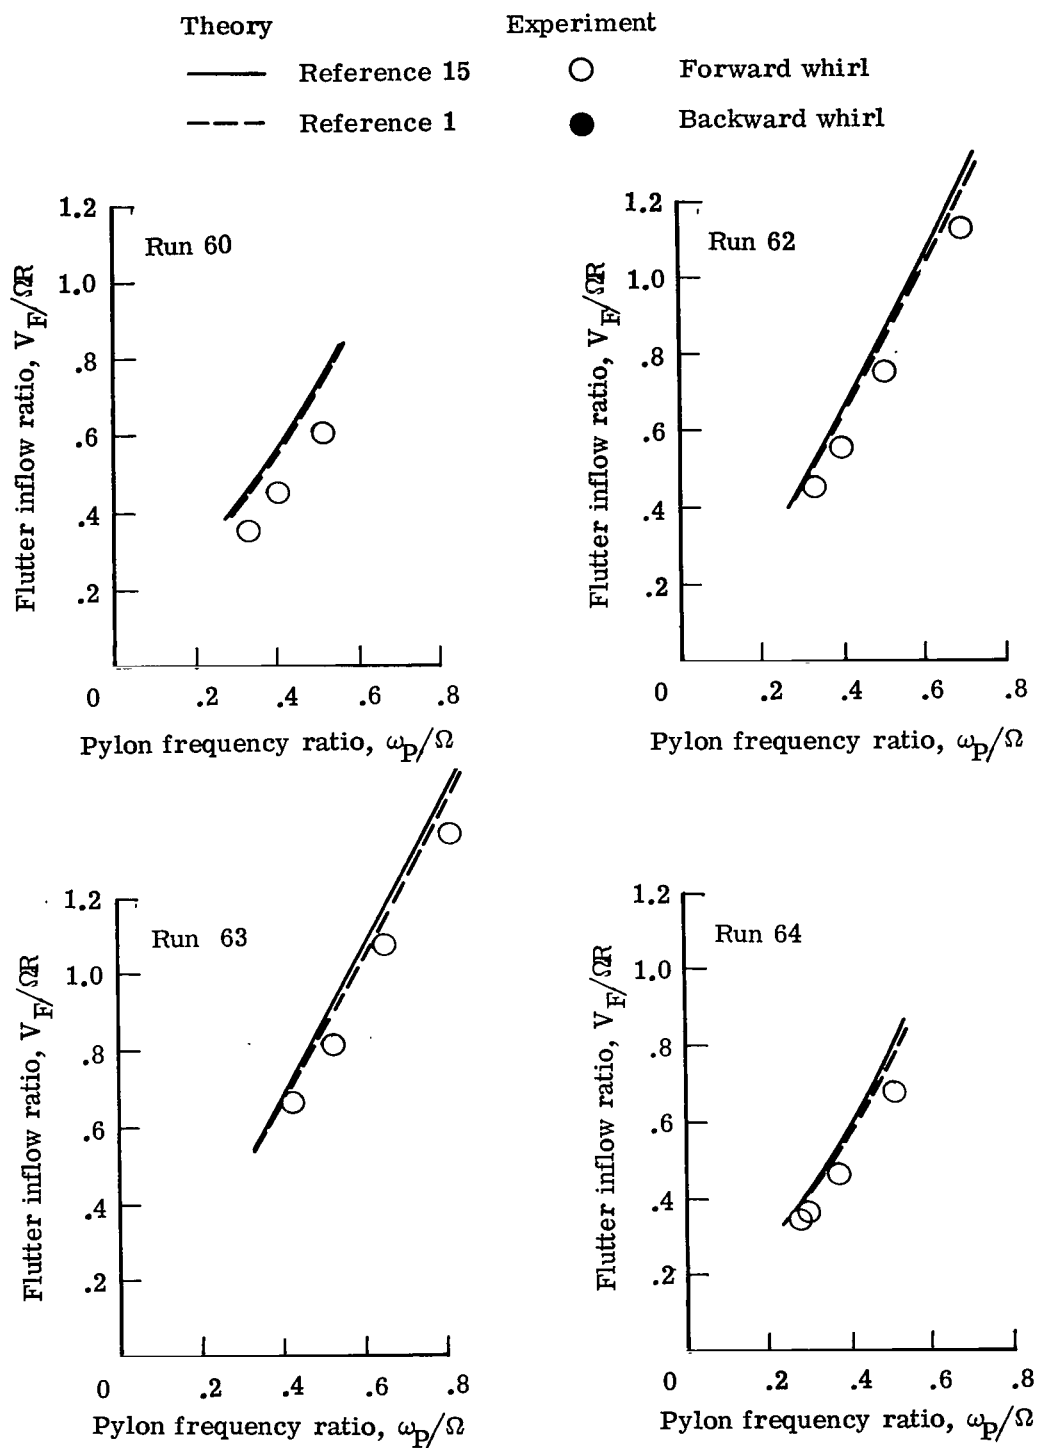 Theory
Experiment
Reference 15
Forward whirl
Reference 1
Backward whirl
Run 60
Flutter inflow ratio, V_F/ΩR
1.2
1.0
.8
.6
.4
.2
0
.2
.4
.6
.8
Pylon frequency ratio, ω_P/Ω
Run 62
Flutter inflow ratio, V_F/ΩR
1.2
1.0
.8
.6
.4
.2
0
.2
.4
.6
.8
Pylon frequency ratio, ω_P/Ω
Run 63
Flutter inflow ratio, V_F/ΩR
1.2
1.0
.8
.6
.4
.2
0
.2
.4
.6
.8
Pylon frequency ratio, ω_P/Ω
Run 64
Flutter inflow ratio, V_F/ΩR
1.2
1.0
.8
.6
.4
.2
0
.2
.4
.6
.8
Pylon frequency ratio, ω_P/Ω